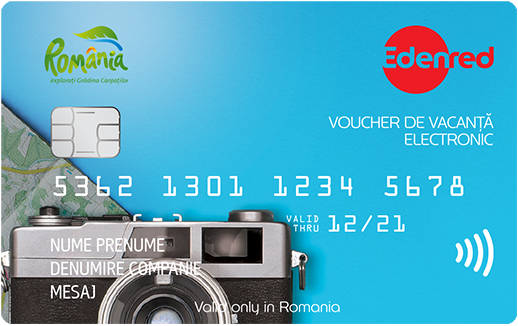 România
explorați Grădina Carpaților
Edenred
VOUCHER DE VACANȚĂ
ELECTRONIC
5362 1301 1234 5678
VALID THRU 12/21
NUME PRENUME
DENUMIRE COMPANIE
MESAJ
Valid only in Romania